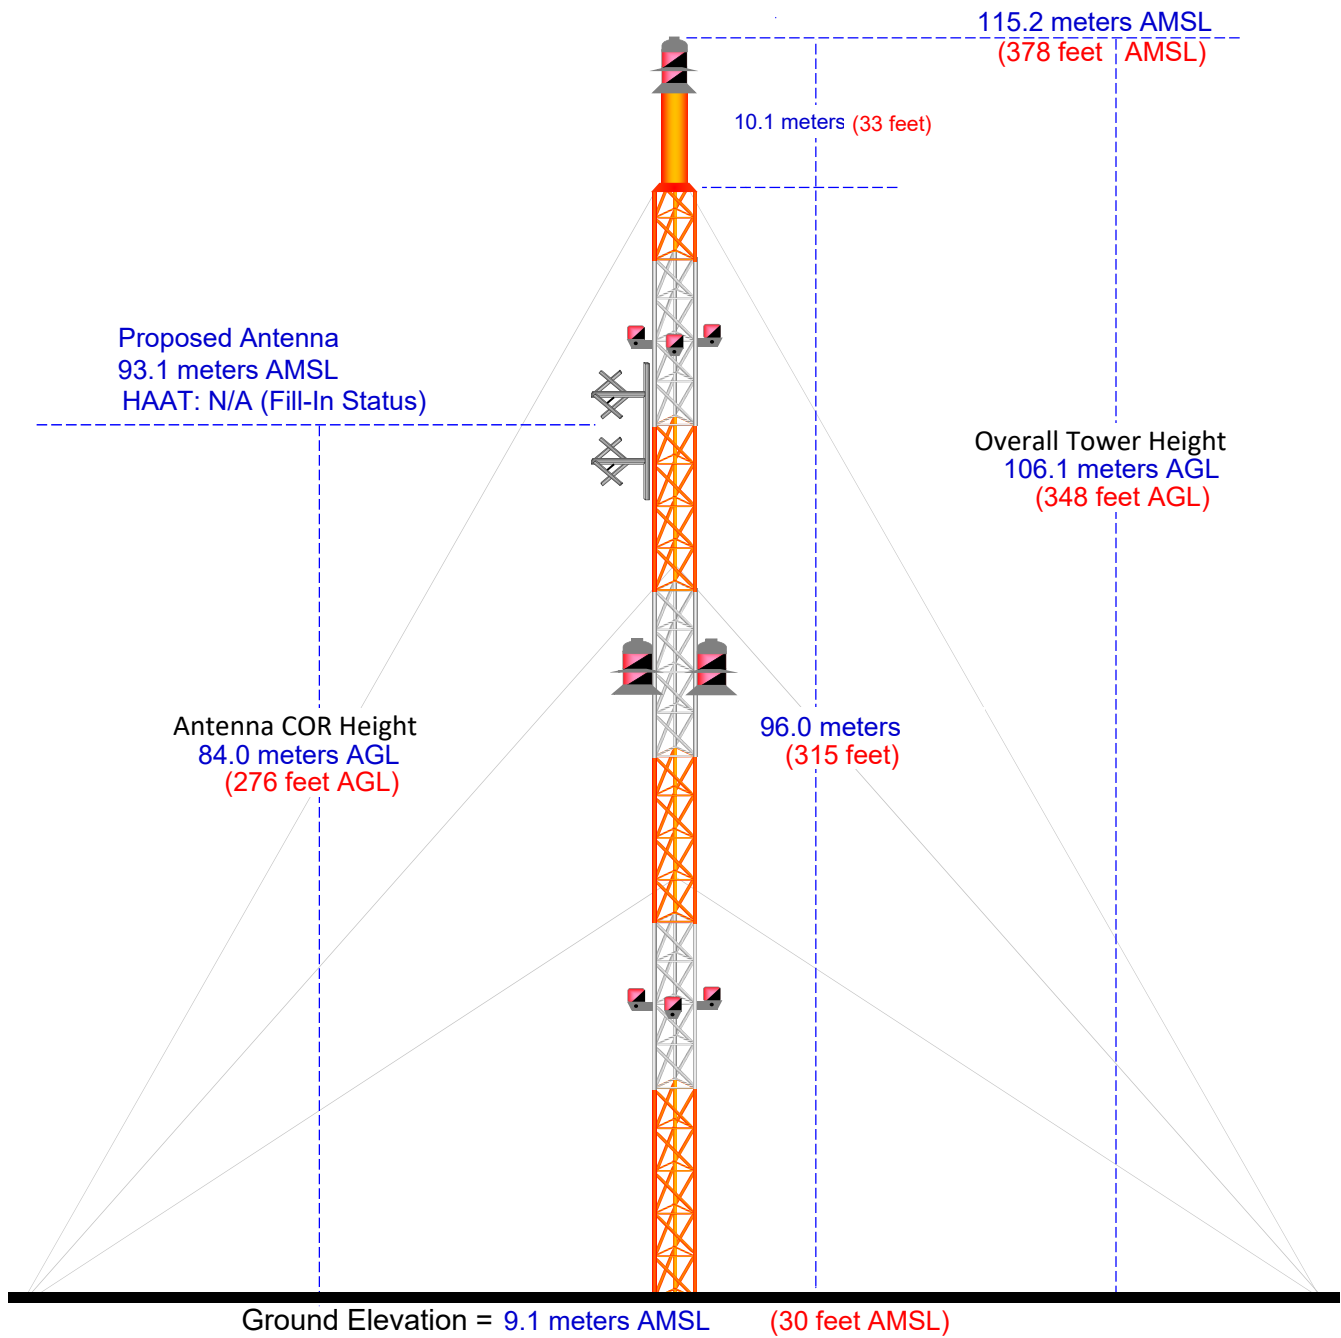 115.2 meters AMSL
(378 feet AMSL)
10.1 meters (33 feet)
Proposed Antenna
93.1 meters AMSL
HAAT: N/A (Fill-In Status)
Overall Tower Height
106.1 meters AGL
(348 feet AGL)
Antenna COR Height
84.0 meters AGL
(276 feet AGL)
96.0 meters
(315 feet)
Ground Elevation = 9.1 meters AMSL (30 feet AMSL)